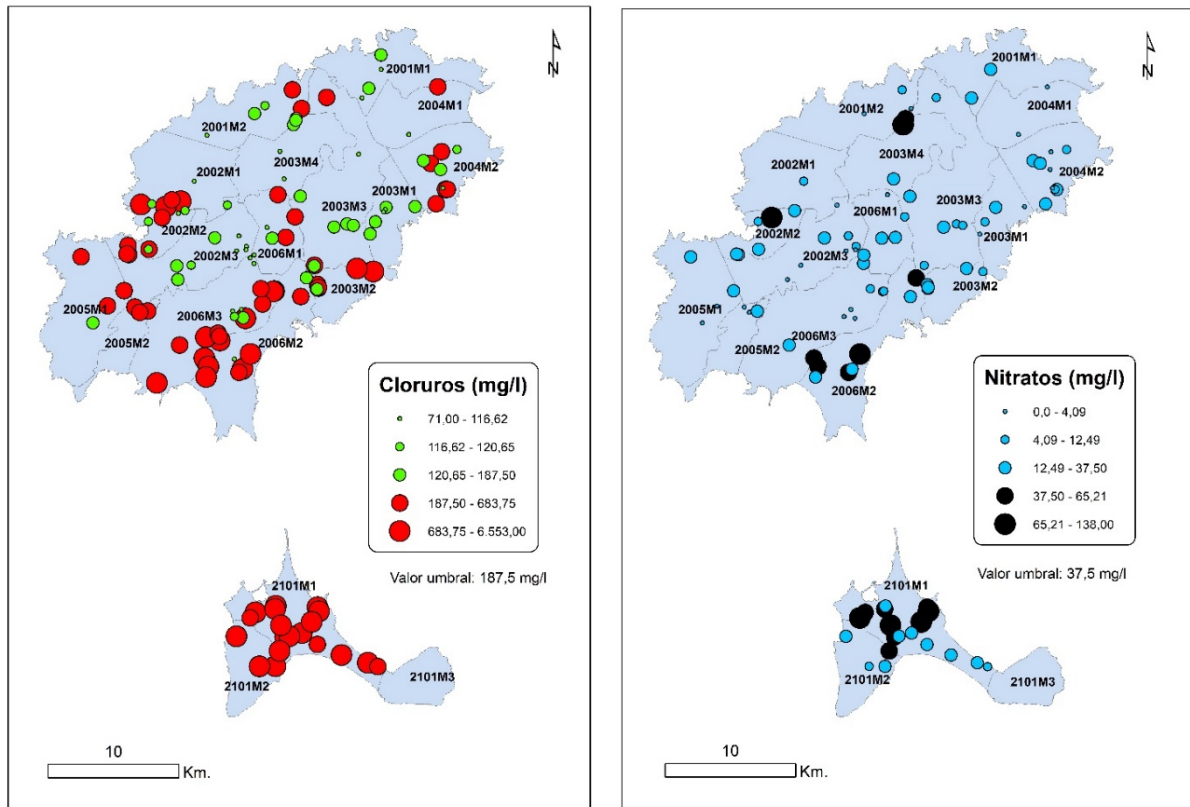 N
2001M1
2004M1
2001M2
2003M4
2004M2
2002M1
2003M1
2003M3
2002M2
2002M3
2006M1
2003M2
2005M1
2006M3
2005M2
2006M2
Cloruros (mg/l)
71,00 - 116,62
116,62 - 120,65
120,65 - 187,50
187,50 - 683,75
683,75 - 6.553,00
Valor umbral: 187,5 mg/l
2101M1
2101M2
2101M3
10
Km.
N
2001M1
2004M1
2001M2
2003M4
2004M2
2002M1
2006M1
2003M3
2002M2
2003M1
2002M3
2003M2
2005M1
2006M3
2005M2
2006M2
Nitratos (mg/l)
0,0 - 4,09
4,09 - 12,49
12,49 - 37,50
37,50 - 65,21
65,21 - 138,00
Valor umbral: 37,5 mg/l
2101M1
2101M2
2101M3
10
Km.